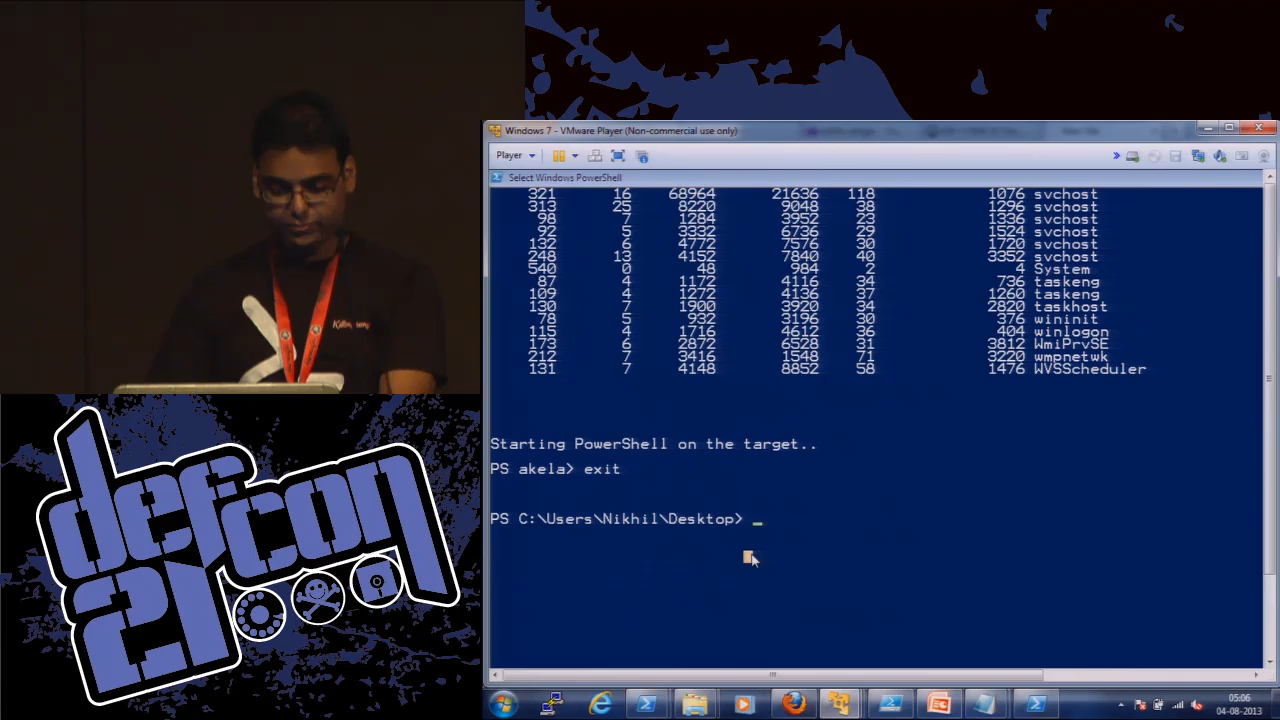 Windows 7 - VMware Player (Non-commercial use only)
Player
Select Windows PowerShell
321 16 68964 21636 118 1076 svchost
313 25 8220 9048 38 1296 svchost
98 7 1284 3952 23 1336 svchost
92 5 3332 6736 29 1524 svchost
132 6 4772 7576 30 1720 svchost
248 13 4152 7840 40 3352 svchost
540 0 48 984 2 4 System
87 4 1172 4116 34 736 taskeng
109 4 1272 4136 37 1260 taskeng
130 7 1900 3920 34 2820 taskhost
78 5 932 3196 30 376 wininit
115 4 1716 4612 36 404 winlogon
173 6 2872 6528 31 3812 WmiPrvSE
212 7 3416 1548 71 3220 wmpnetwk
131 7 4148 8852 58 1476 WVSScheduler
Starting PowerShell on the target..
PS akela> exit
PS C:\Users\Nikhil\Desktop> _
defcon
21
05:06
04-08-2013